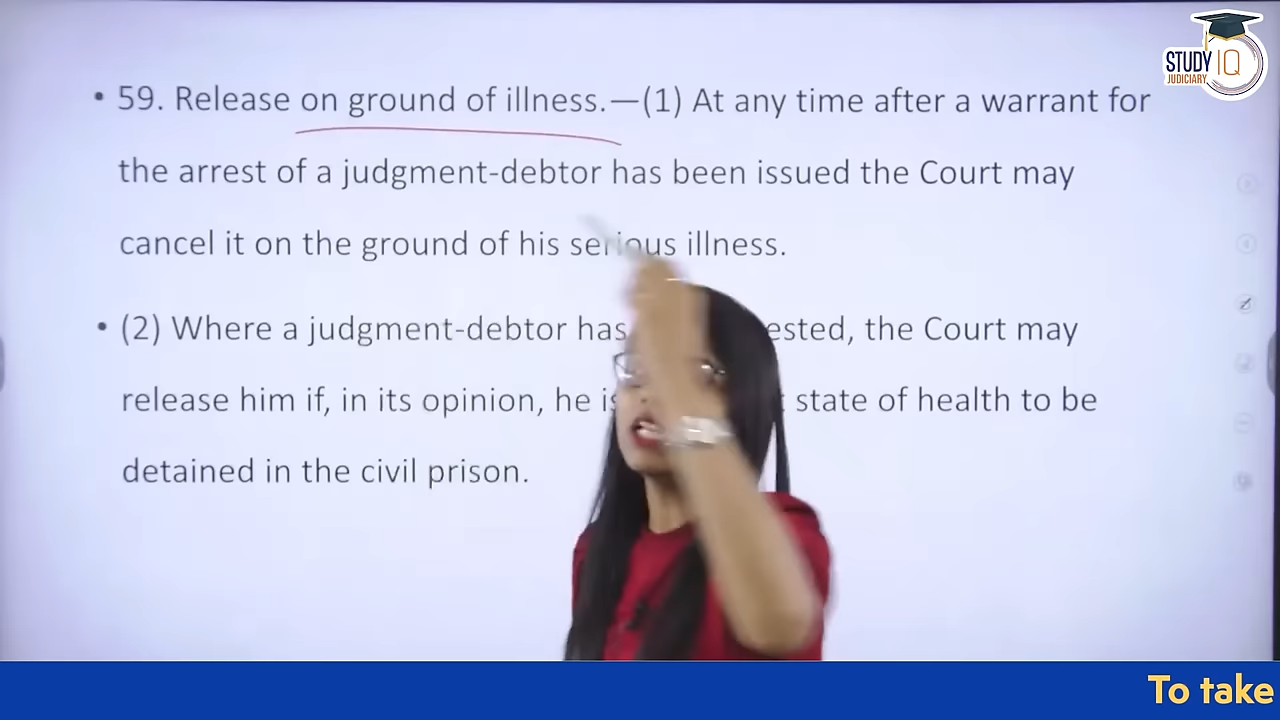 STUDY IQ
JUDICIARY
• 59. Release on ground of illness.—(1) At any time after a warrant for
the arrest of a judgment-debtor has been issued the Court may
cancel it on the ground of his serious illness.
• (2) Where a judgment-debtor has ested, the Court may
release him if, in its opinion, he is state of health to be
detained in the civil prison.
To take